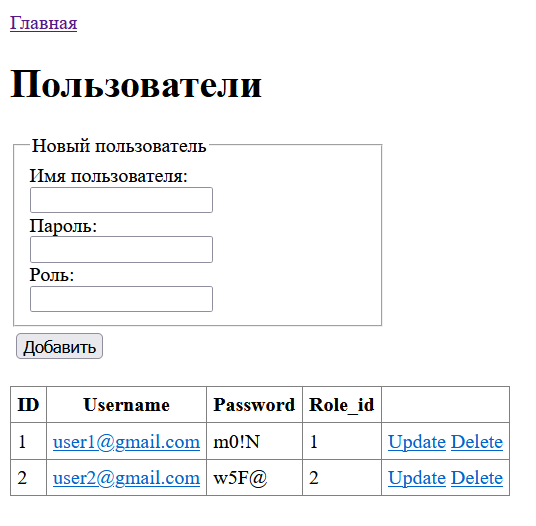 Главная
Пользователи
Новый пользователь
Имя пользователя:
Пароль:
Роль:
Добавить
ID Username Password Role_id
1 user1@gmail.com m0!N 1 Update Delete
2 user2@gmail.com w5F@ 2 Update Delete